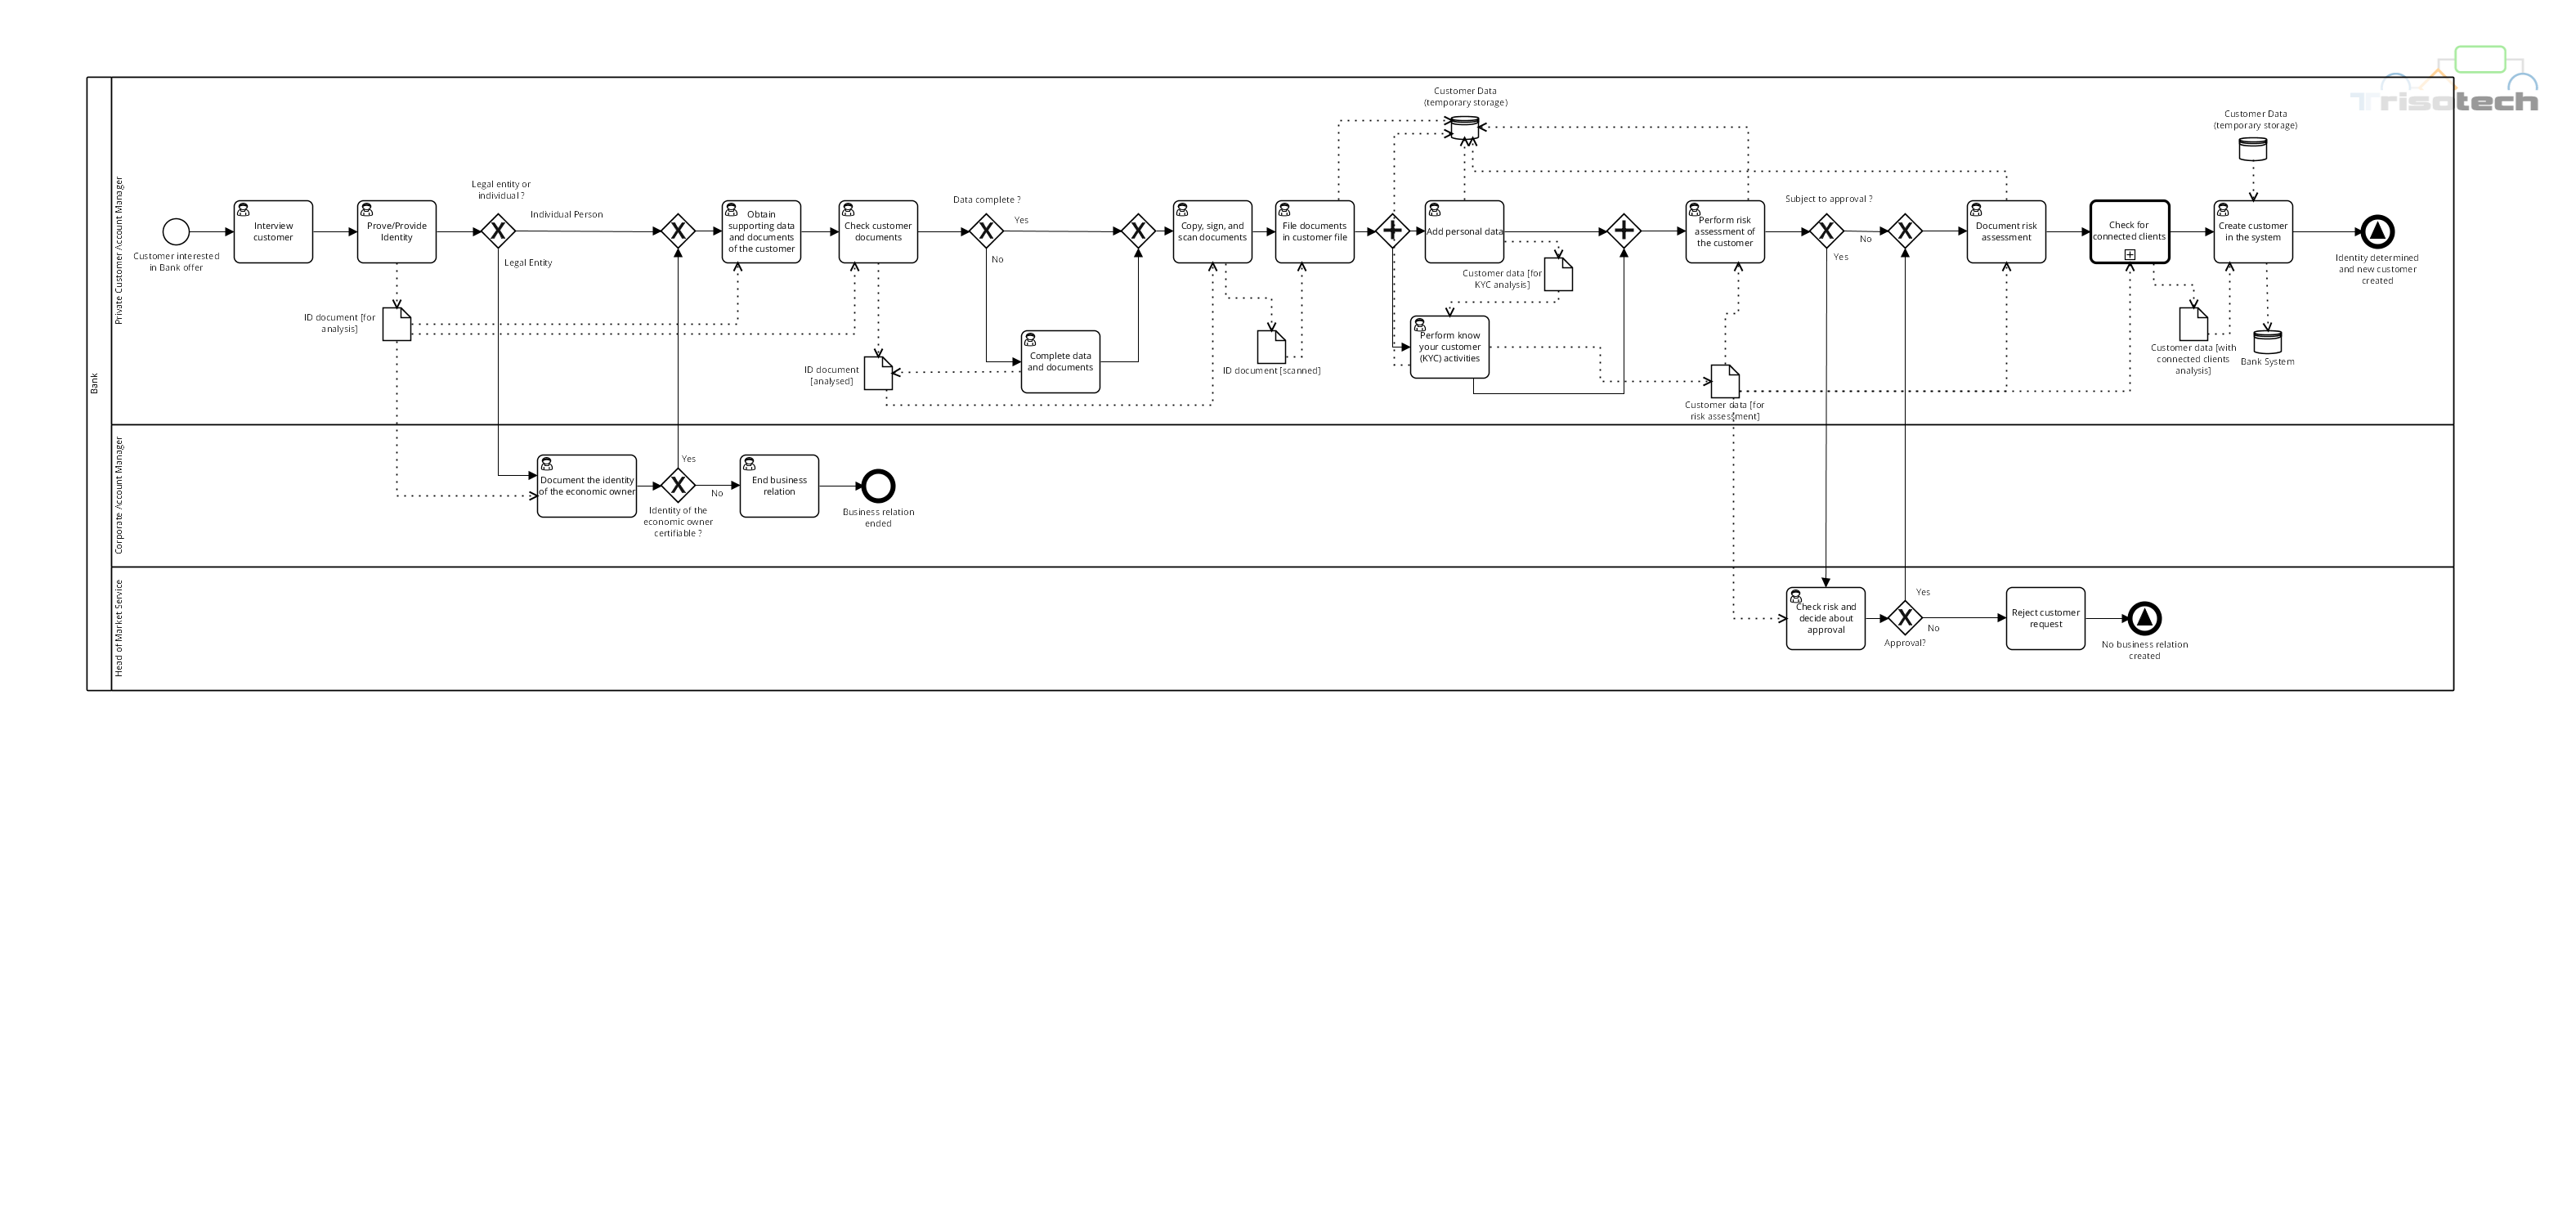 Trisotech
Bank
Private Customer Account Manager
Customer Data
(temporary storage)
Customer Data
(temporary storage)
Legal entity or
individual ?
Individual Person
Legal Entity
Data complete ?
Yes
No
Subject to approval ?
No
Yes
Customer interested
in Bank offer
Interview
customer
Prove/Provide
Identity
Obtain
supporting data
and documents
of the customer
Check customer
documents
Copy, sign, and
scan documents
File documents
in customer file
Add personal data
Perform risk
assessment of
the customer
Document risk
assessment
Check for
connected clients
Create customer
in the system
Identity determined
and new customer
created
Customer data [for
KYC analysis]
ID document [for
analysis]
ID document
[analysed]
Complete data
and documents
ID document [scanned]
Perform know
your customer
(KYC) activities
Customer data [for
risk assessment]
Customer data [with
connected clients
analysis]
Bank System
Corporate Account Manager
Document the identity
of the economic owner
Yes
No
Identity of the
economic owner
certifiable ?
End business
relation
Business relation
ended
Head of Market Service
Check risk and
decide about
approval
Yes
No
Approval?
Reject customer
request
No business relation
created